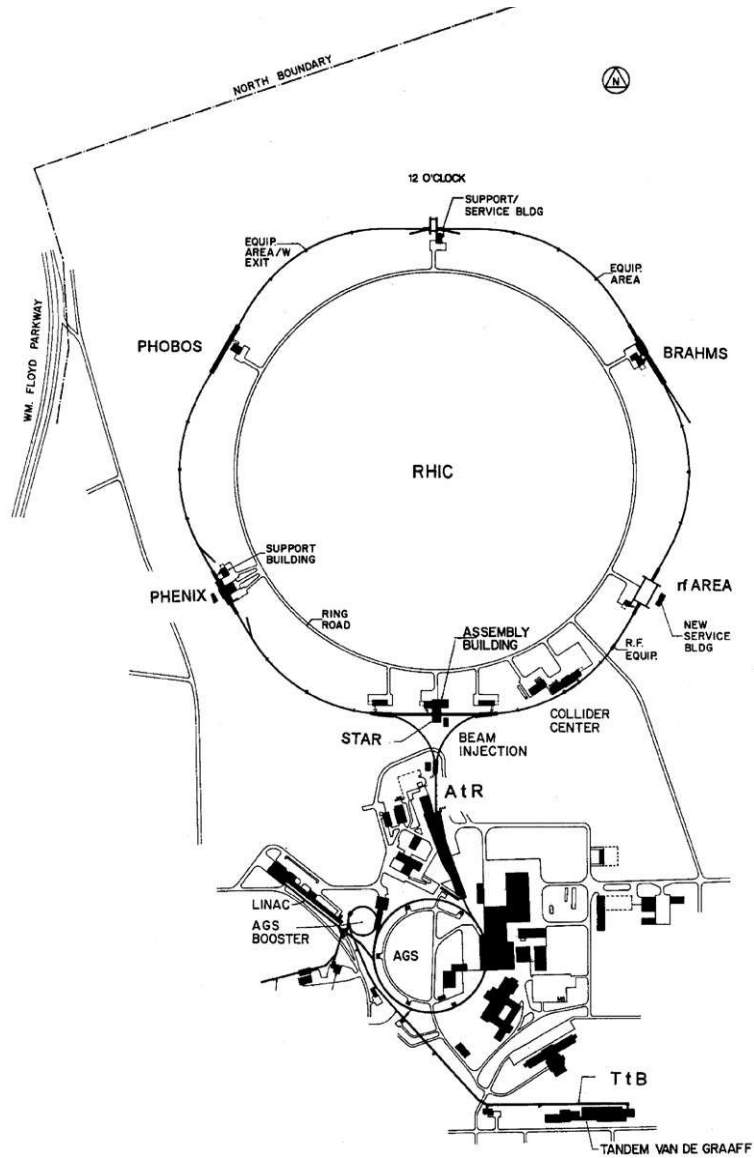 NORTH BOUNDARY
N
12 O'CLOCK
SUPPORT/
SERVICE BLDG
EQUIP.
AREA/W
EXIT
EQUIP.
AREA
PHOBOS
BRAHMS
WM. FLOYD PARKWAY
RHIC
SUPPORT
BUILDING
PHENIX
rf AREA
RING
ROAD
ASSEMBLY
BUILDING
R.F.
EQUIP.
NEW
SERVICE
BLDG
COLLIDER
CENTER
STAR
BEAM
INJECTION
AtR
LINAC
AGS
BOOSTER
AGS
TtB
TANDEM VAN DE GRAAFF